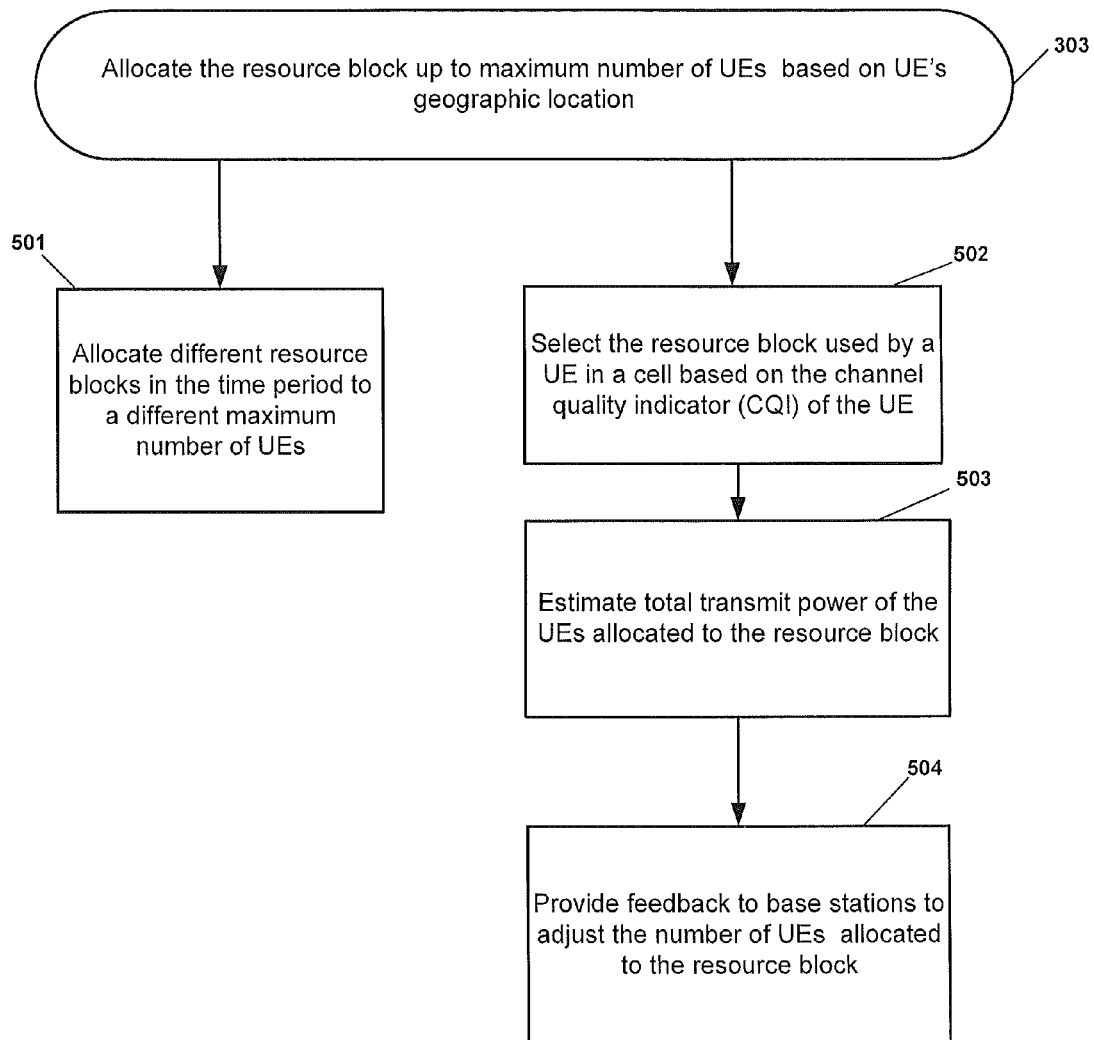 303
Allocate the resource block up to maximum number of UEs based on UE's
geographic location
501
Allocate different resource
blocks in the time period to
a different maximum
number of UEs
502
Select the resource block used by a
UE in a cell based on the channel
quality indicator (CQI) of the UE
503
Estimate total transmit power of the
UEs allocated to the resource block
504
Provide feedback to base stations to
adjust the number of UEs allocated
to the resource block